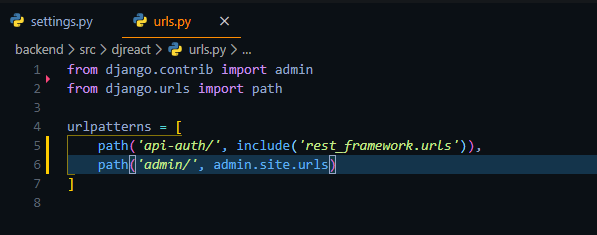 settings.py urls.py ×
backend > src > djreact > urls.py > ...
1 from django.contrib import admin
2 from django.urls import path
3
4 urlpatterns = [
5     path('api-auth/', include('rest_framework.urls')),
6     path('admin/', admin.site.urls)
7 ]
8